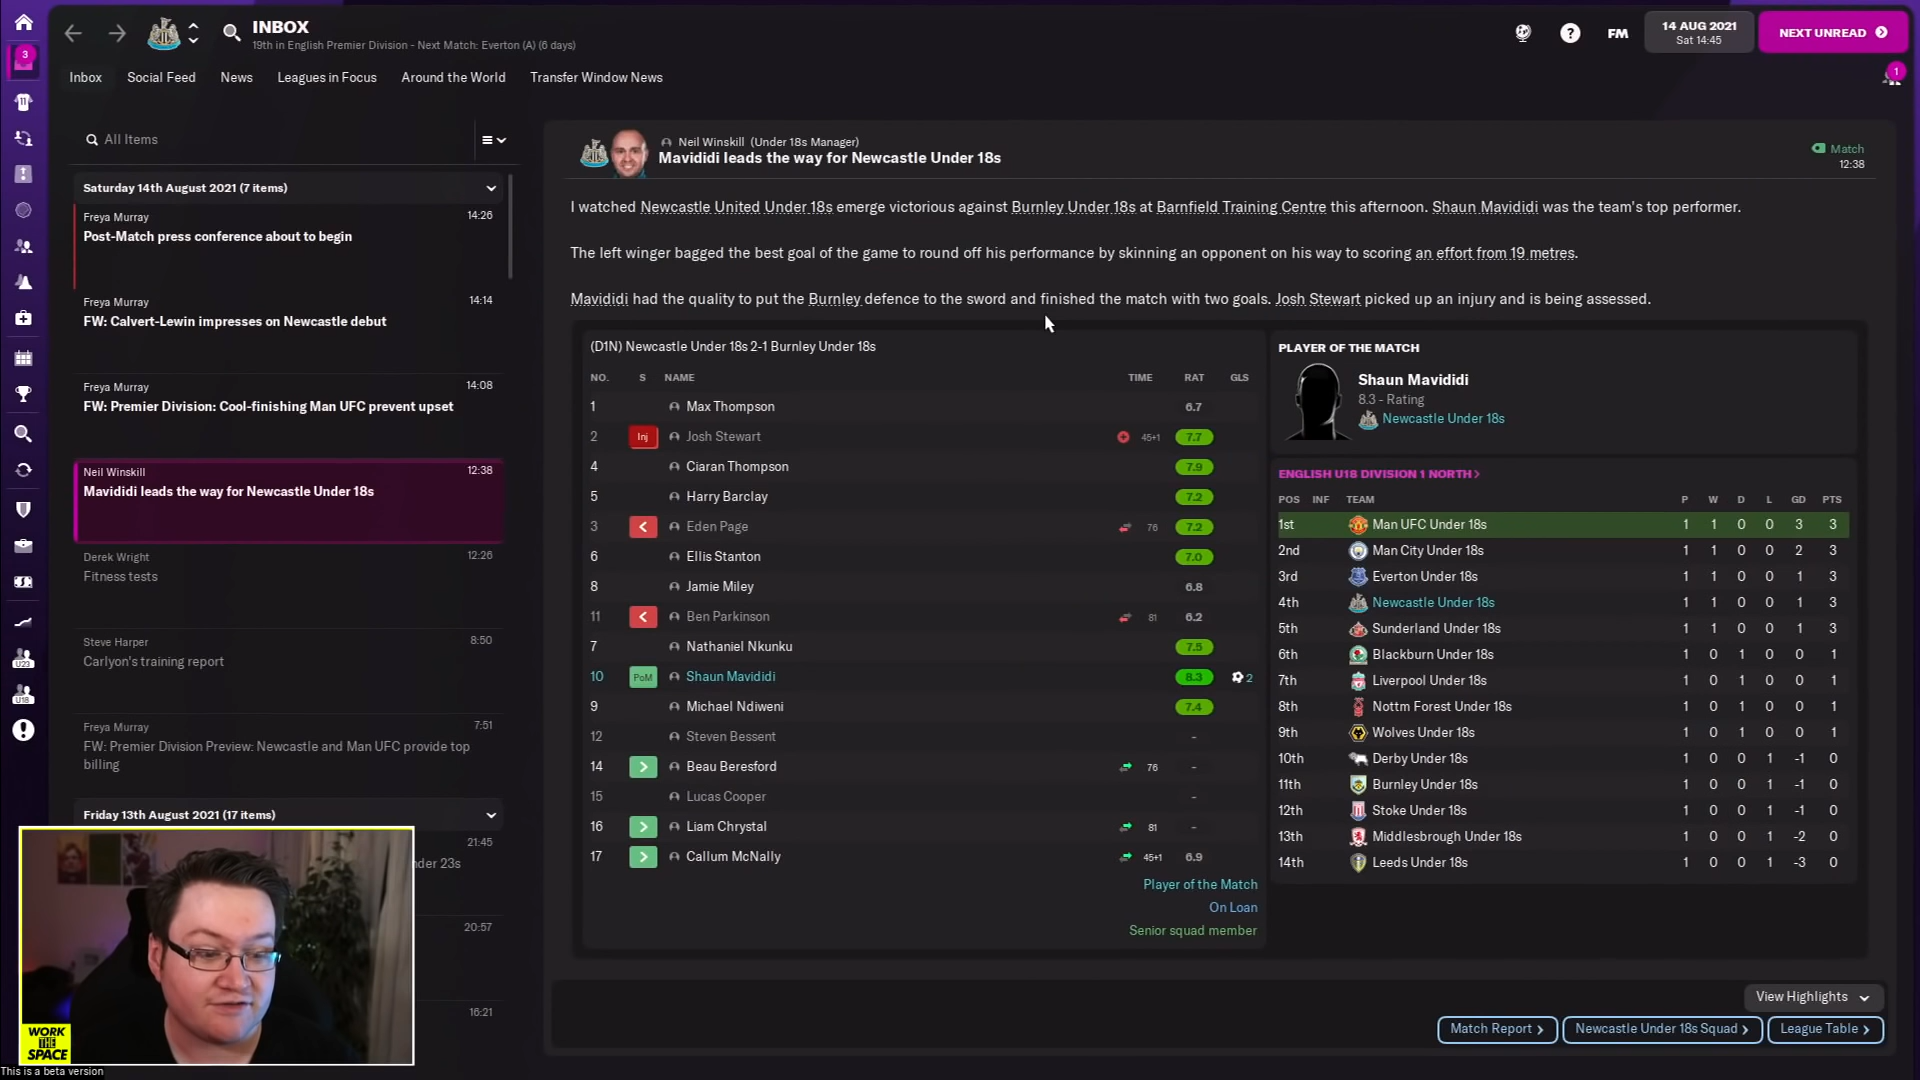 3
INBOX
19th in English Premier Division - Next Match: Everton (A) (6 days)
FM
14 AUG 2021
Sat 14:45
NEXT UNREAD
Inbox
Social Feed
News
Leagues in Focus
Around the World
Transfer Window News
1
All Items
Saturday 14th August 2021 (7 items)
Freya Murray 14:26
Post-Match press conference about to begin
Freya Murray 14:14
FW: Calvert-Lewin impresses on Newcastle debut
Freya Murray 14:08
FW: Premier Division: Cool-finishing Man UFC prevent upset
Neil Winskill 12:38
Mavididi leads the way for Newcastle Under 18s
Derek Wright 12:26
Fitness tests
Steve Harper 8:50
Carlyon's training report
Freya Murray 7:51
FW: Premier Division Preview: Newcastle and Man UFC provide top
billing
Friday 13th August 2021 (17 items)
21:45
nder 23s
20:57
16:21
U23
U18
Neil Winskill (Under 18s Manager)
Mavididi leads the way for Newcastle Under 18s
Match
12:38
I watched Newcastle United Under 18s emerge victorious against Burnley Under 18s at Barnfield Training Centre this afternoon. Shaun Mavididi was the team's top performer.
The left winger bagged the best goal of the game to round off his performance by skinning an opponent on his way to scoring an effort from 19 metres.
Mavididi had the quality to put the Burnley defence to the sword and finished the match with two goals. Josh Stewart picked up an injury and is being assessed.
(D1N) Newcastle Under 18s 2-1 Burnley Under 18s
NO. S NAME TIME RAT GLS
1 Max Thompson 6.7
2 Inj Josh Stewart 45+1 7.7
4 Ciaran Thompson 7.9
5 Harry Barclay 7.2
3 Eden Page 76 7.2
6 Ellis Stanton 7.0
8 Jamie Miley 6.8
11 Ben Parkinson 81 6.2
7 Nathaniel Nkunku 7.5
10 PoM Shaun Mavididi 8.3 2
9 Michael Ndiweni 7.4
12 Steven Bessent -
14 Beau Beresford 76 -
15 Lucas Cooper -
16 Liam Chrystal 81 -
17 Callum McNally 45+1 6.9
Player of the Match
On Loan
Senior squad member
PLAYER OF THE MATCH
Shaun Mavididi
8.3 - Rating
Newcastle Under 18s
ENGLISH U18 DIVISION 1 NORTH >
POS INF TEAM P W D L GD PTS
1st Man UFC Under 18s 1 1 0 0 3 3
2nd Man City Under 18s 1 1 0 0 2 3
3rd Everton Under 18s 1 1 0 0 1 3
4th Newcastle Under 18s 1 1 0 0 1 3
5th Sunderland Under 18s 1 1 0 0 1 3
6th Blackburn Under 18s 1 0 1 0 0 1
7th Liverpool Under 18s 1 0 1 0 0 1
8th Nottm Forest Under 18s 1 0 1 0 0 1
9th Wolves Under 18s 1 0 1 0 0 1
10th Derby Under 18s 1 0 0 1 -1 0
11th Burnley Under 18s 1 0 0 1 -1 0
12th Stoke Under 18s 1 0 0 1 -1 0
13th Middlesbrough Under 18s 1 0 0 1 -2 0
14th Leeds Under 18s 1 0 0 1 -3 0
View Highlights
Match Report >
Newcastle Under 18s Squad >
League Table >
WORK
THE
SPACE
This is a beta version